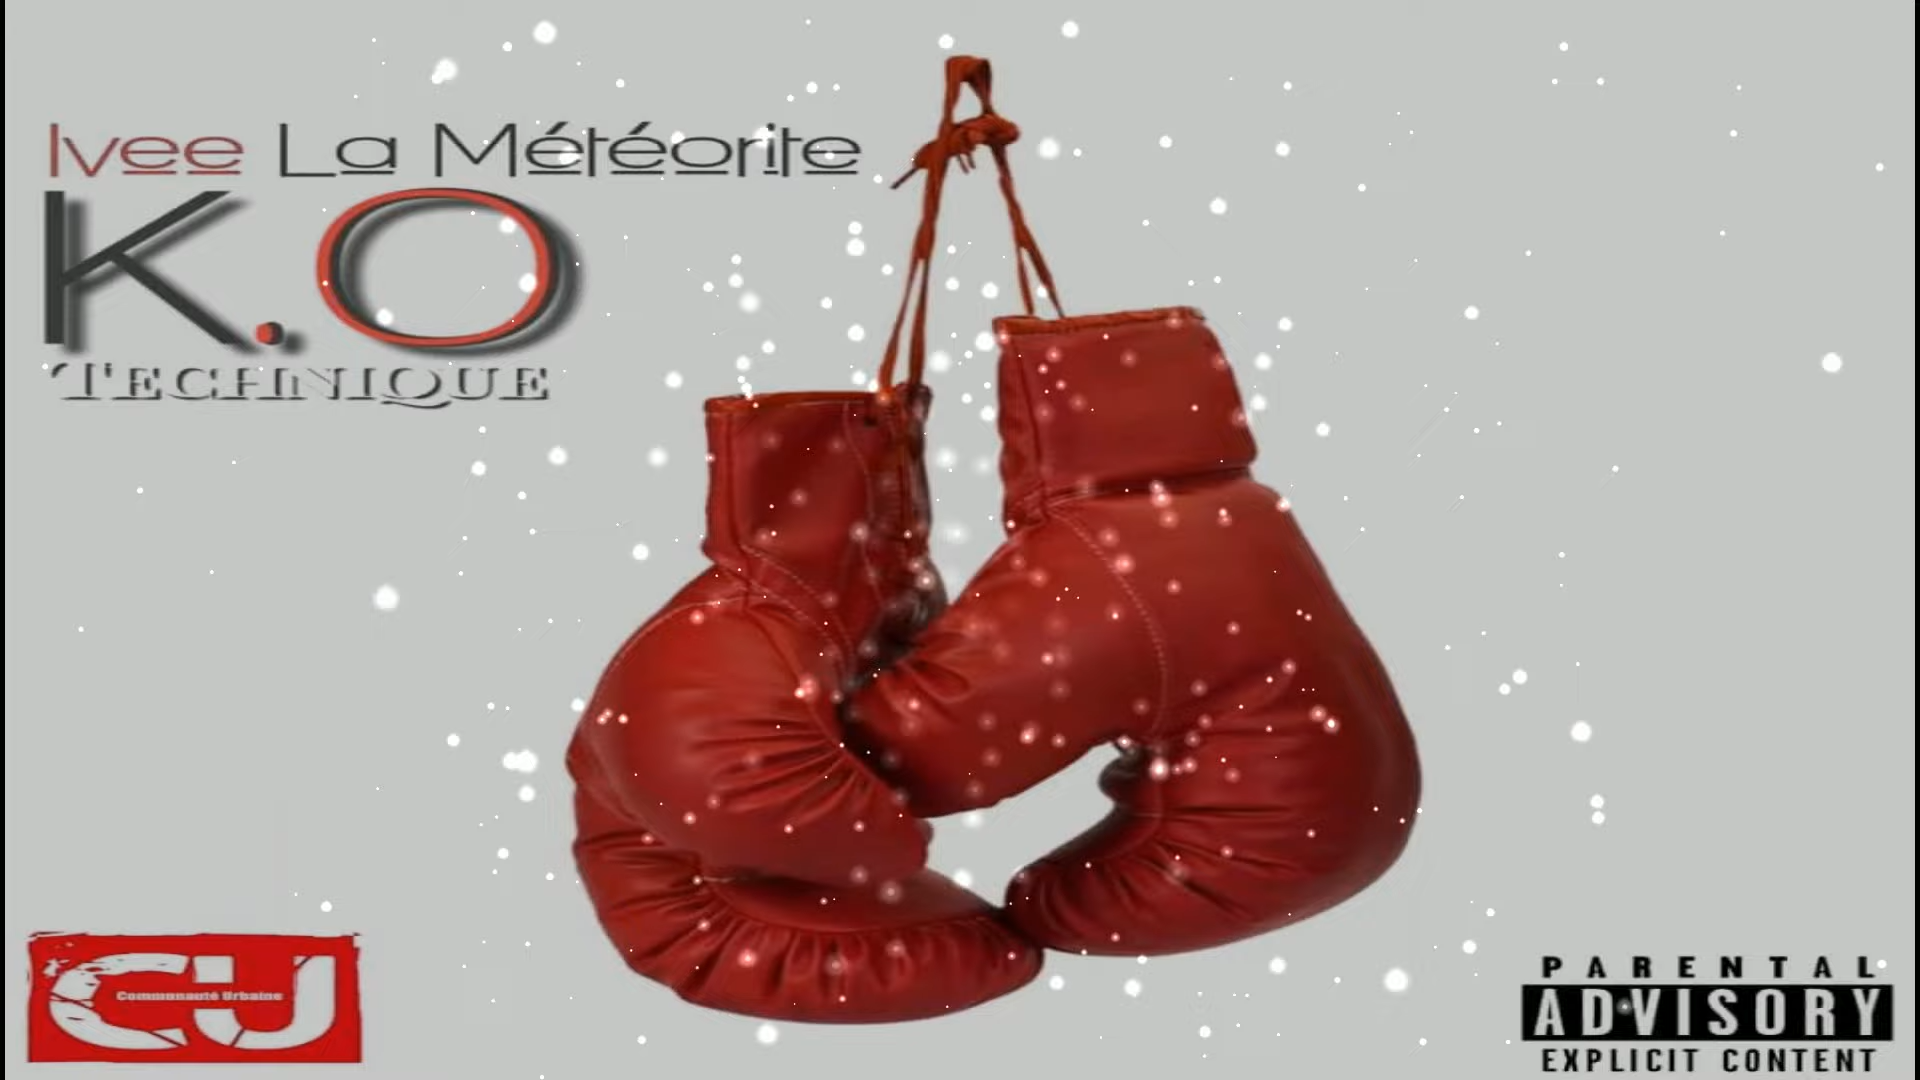 Ivee La Météorite
K.O
TECHNIQUE
CU
Communauté Urbaine
PARENTAL
ADVISORY
EXPLICIT CONTENT